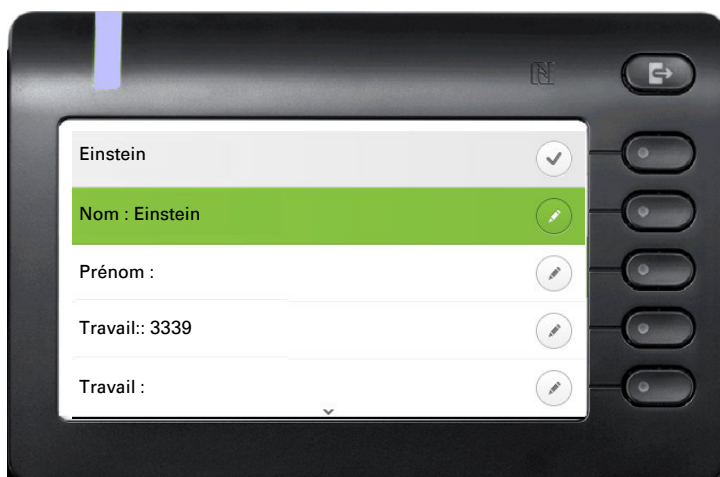 Einstein
Nom : Einstein
Prénom :
Travail:: 3339
Travail :